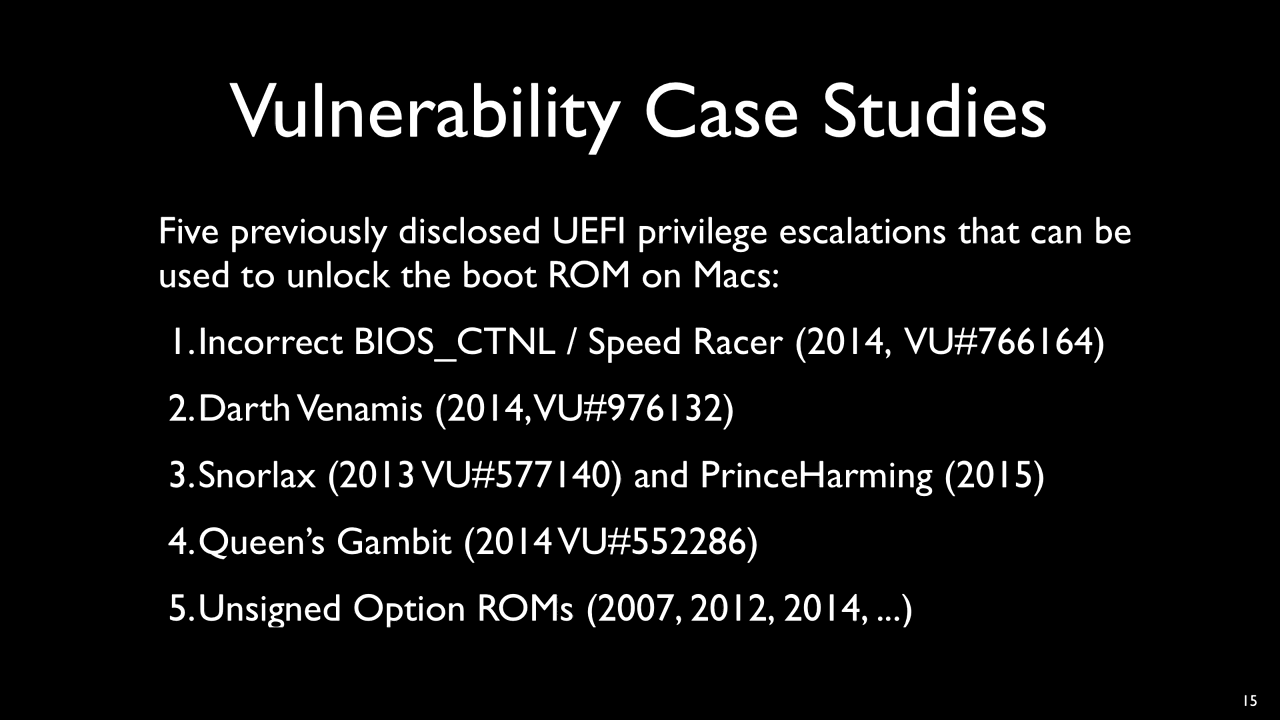 Vulnerability Case Studies
Five previously disclosed UEFI privilege escalations that can be
used to unlock the boot ROM on Macs:
1.Incorrect BIOS_CTNL / Speed Racer (2014, VU#766164)
2.Darth Venamis (2014, VU#976132)
3.Snorlax (2013 VU#577140) and PrinceHarming (2015)
4.Queen’s Gambit (2014 VU#552286)
5.Unsigned Option ROMs (2007, 2012, 2014, ...)
15